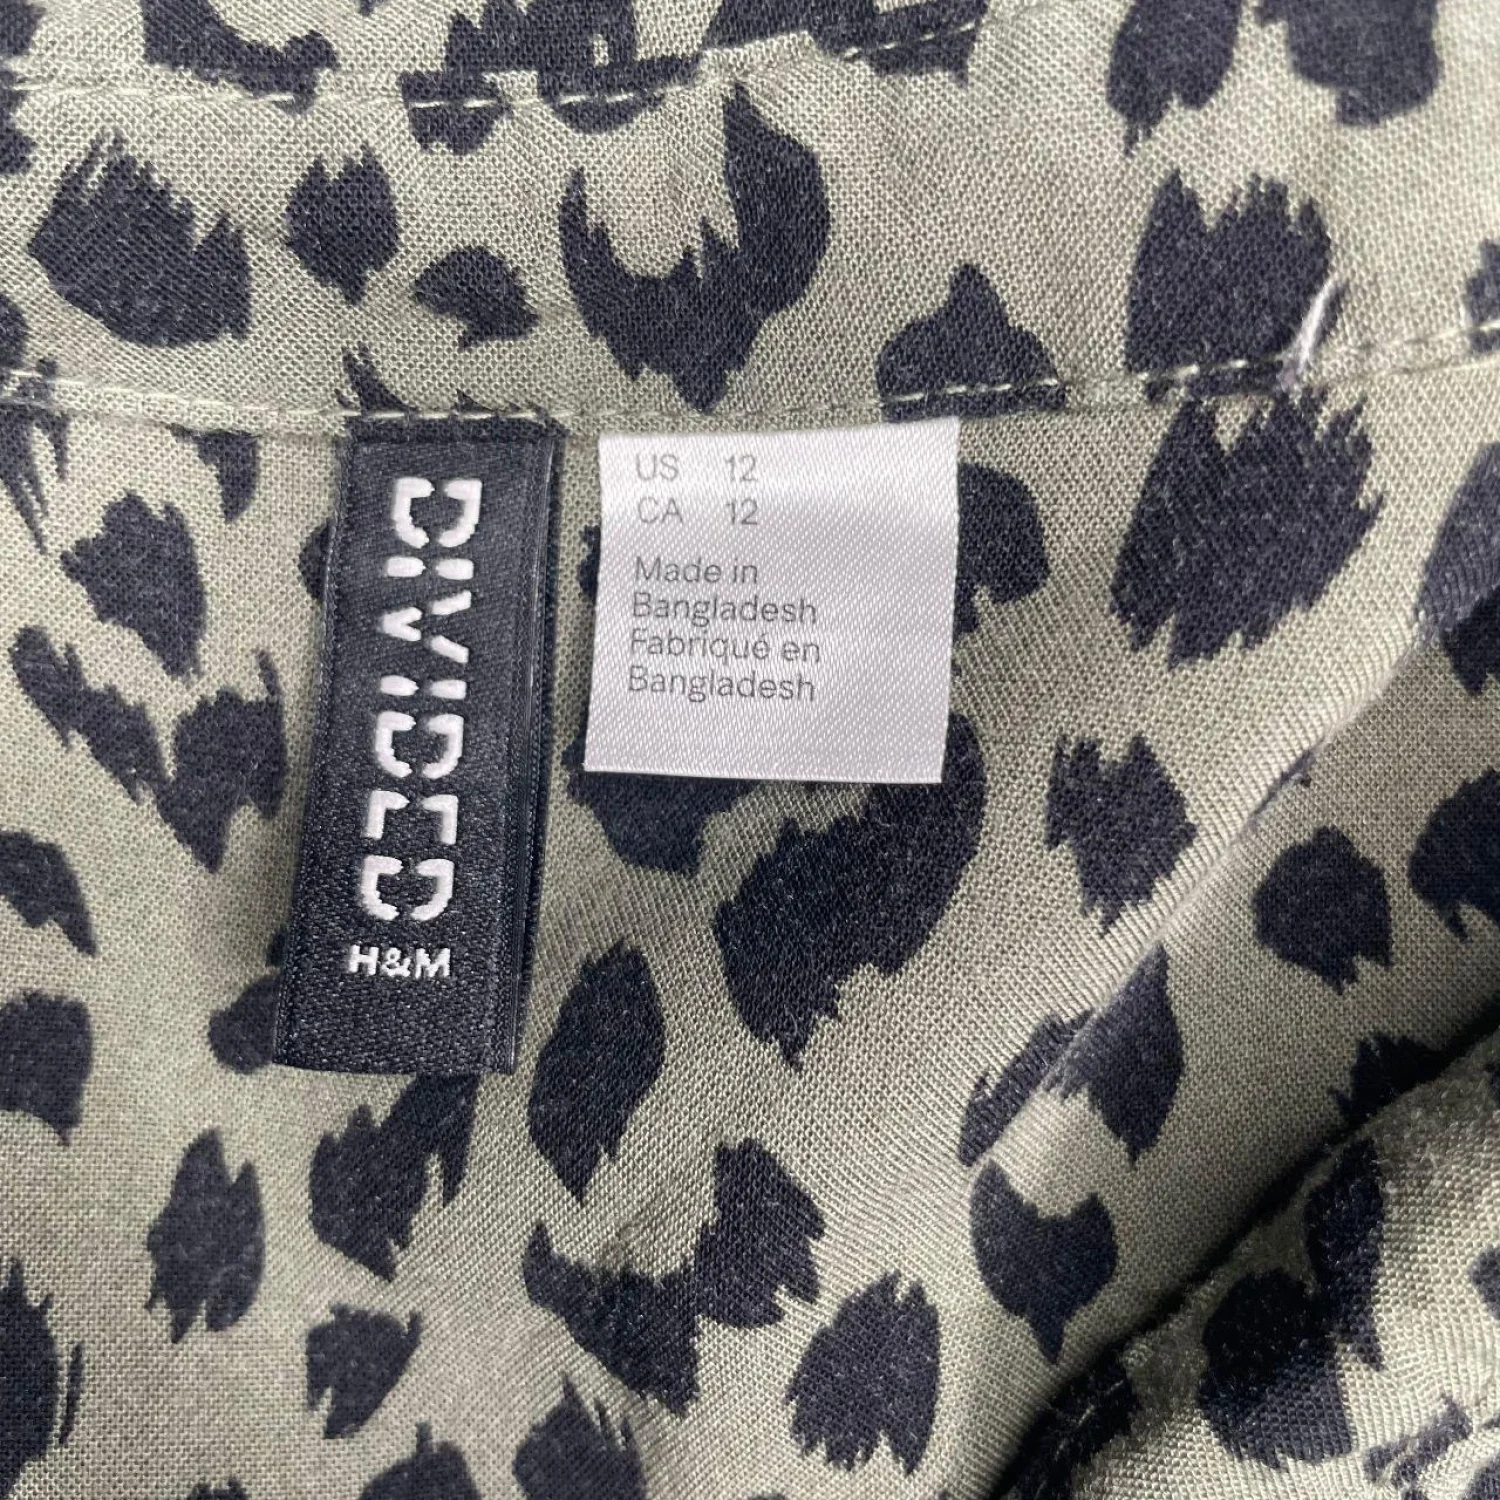 DIVIDED
H&M
US 12
CA 12
Made in
Bangladesh
Fabriqué en
Bangladesh